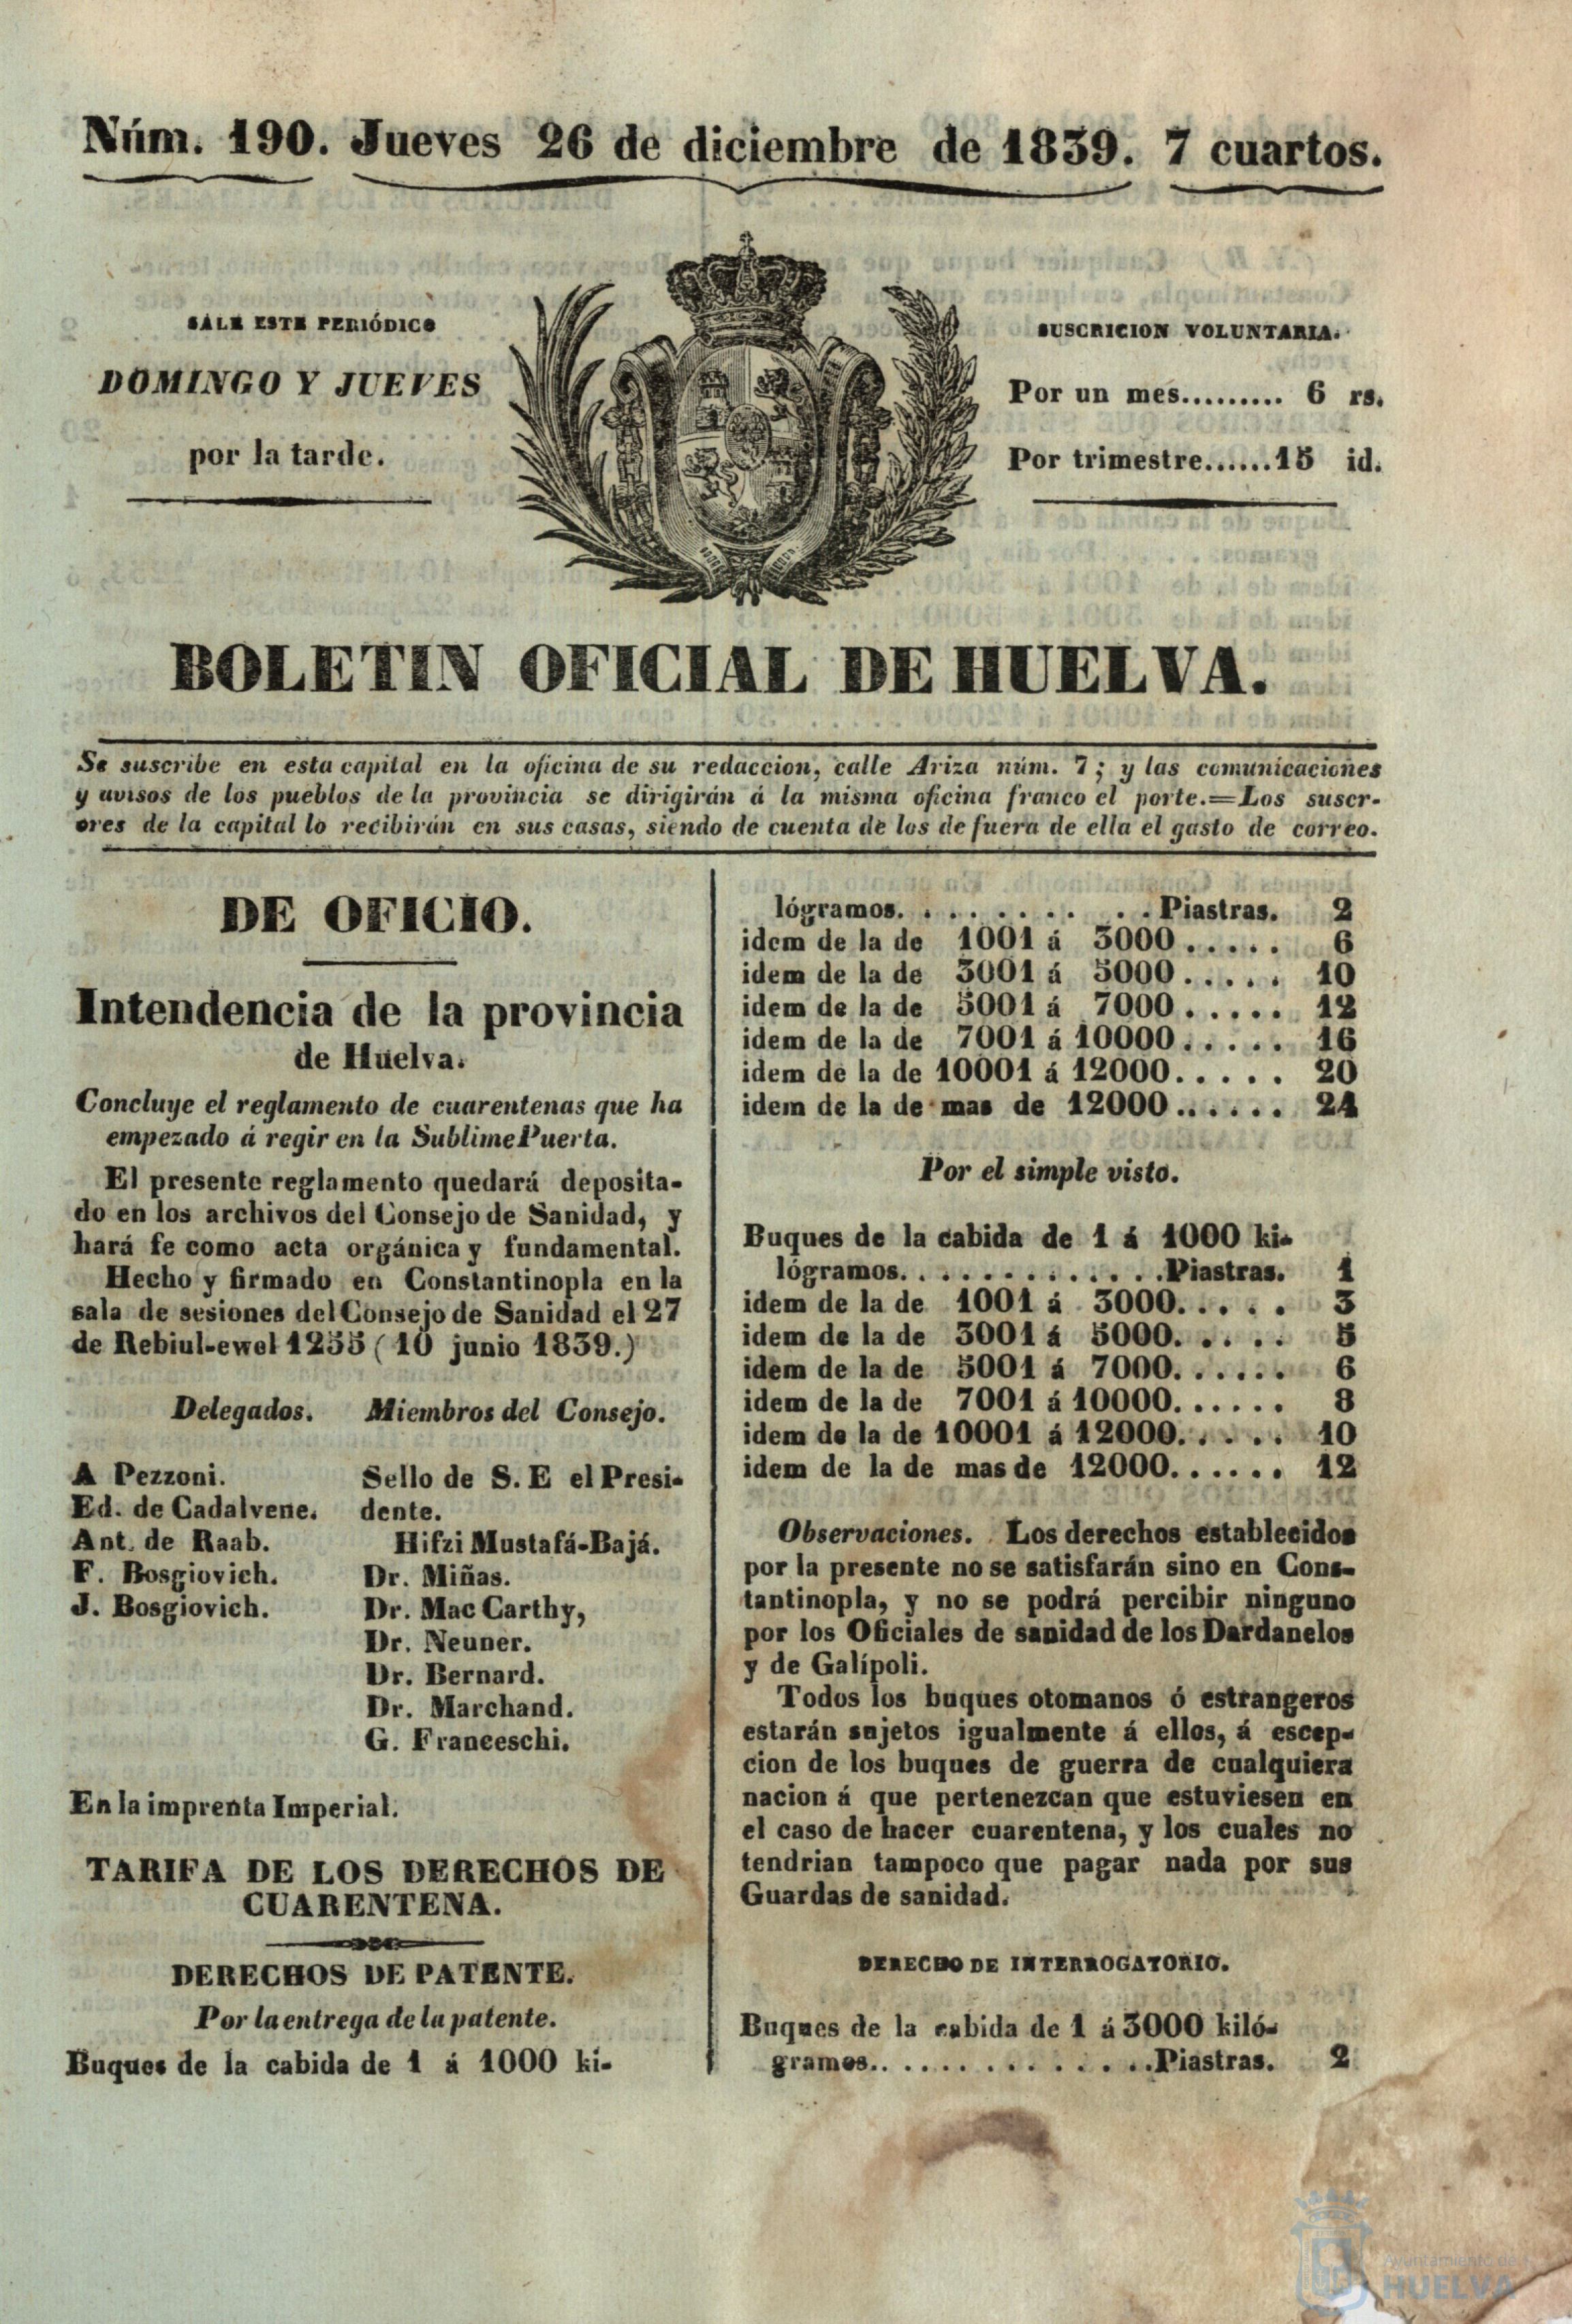 Núm. 190. Jueves 26 de diciembre de 1839. 7 cuartos.
SALE ESTE PERIÓDICO
DOMINGO Y JUEVES
por la tarde.
SUSCRICION VOLUNTARIA.
Por un mes......... 6 rs.
Por trimestre......15 id.
BOLETIN OFICIAL DE HUELVA.
Se suscribe en esta capital en la oficina de su redaccion, calle Ariza núm. 7; y las comunicaciones
y avisos de los pueblos de la provincia se dirigirán á la misma oficina franco el porte.=Los suscr-
ores de la capital lo recibirán en sus casas, siendo de cuenta de los de fuera de ella el gasto de correo.
DE OFICIO.
Intendencia de la provincia
de Huelva.
Concluye el reglamento de cuarentenas que ha
empezado á regir en la Sublime Puerta.
El presente reglamento quedará deposita-
do en los archivos del Consejo de Sanidad, y
hará fe como acta orgánica y fundamental.
Hecho y firmado en Constantinopla en la
sala de sesiones del Consejo de Sanidad el 27
de Rebiul-ewel 1255 (10 junio 1839.)
Delegados. Miembros del Consejo.
A Pezzoni.
Ed. de Cadalvene.
Ant. de Raab.
F. Bosgiovich.
J. Bosgiovich.
Sello de S. E el Presi-
dente.
Hifzi Mustafá-Bajá.
Dr. Miñas.
Dr. Mac Carthy,
Dr. Neuner.
Dr. Bernard.
Dr. Marchand.
G. Franceschi.
En la imprenta Imperial.
TARIFA DE LOS DERECHOS DE
CUARENTENA.
DERECHOS DE PATENTE.
Por la entrega de la patente.
Buques de la cabida de 1 á 1000 ki-
lógramos. . . . . . . . . . Piastras. 2
idem de la de 1001 á 3000 . . . . . 6
idem de la de 3001 á 5000 . . . . . 10
idem de la de 5001 á 7000 . . . . . 12
idem de la de 7001 á 10000 . . . . . 16
idem de la de 10001 á 12000. . . . . 20
idem de la de mas de 12000 . . . . . . 24
Por el simple visto.
Buques de la cabida de 1 á 1000 ki-
lógramos. . . . . . . . . . . . .Piastras. 1
idem de la de 1001 á 3000. . . . . 3
idem de la de 3001 á 5000. . . . . 5
idem de la de 5001 á 7000. . . . . . 6
idem de la de 7001 á 10000. . . . . . 8
idem de la de 10001 á 12000. . . . . 10
idem de la de mas de 12000. . . . . . 12
Observaciones. Los derechos establecidos
por la presente no se satisfarán sino en Cons-
tantinopla, y no se podrá percibir ninguno
por los Oficiales de sanidad de los Dardanelos
y de Galípoli.
Todos los buques otomanos ó estrangeros
estarán sujetos igualmente á ellos, á escep-
cion de los buques de guerra de cualquiera
nacion á que pertenezcan que estuviesen en
el caso de hacer cuarentena, y los cuales no
tendrian tampoco que pagar nada por sus
Guardas de sanidad.
DERECHO DE INTERROGATORIO.
Buques de la cabida de 1 á 3000 kiló-
gramos.. . . . . . . . . . . .Piastras. 2
Ayuntamiento de
HUELVA